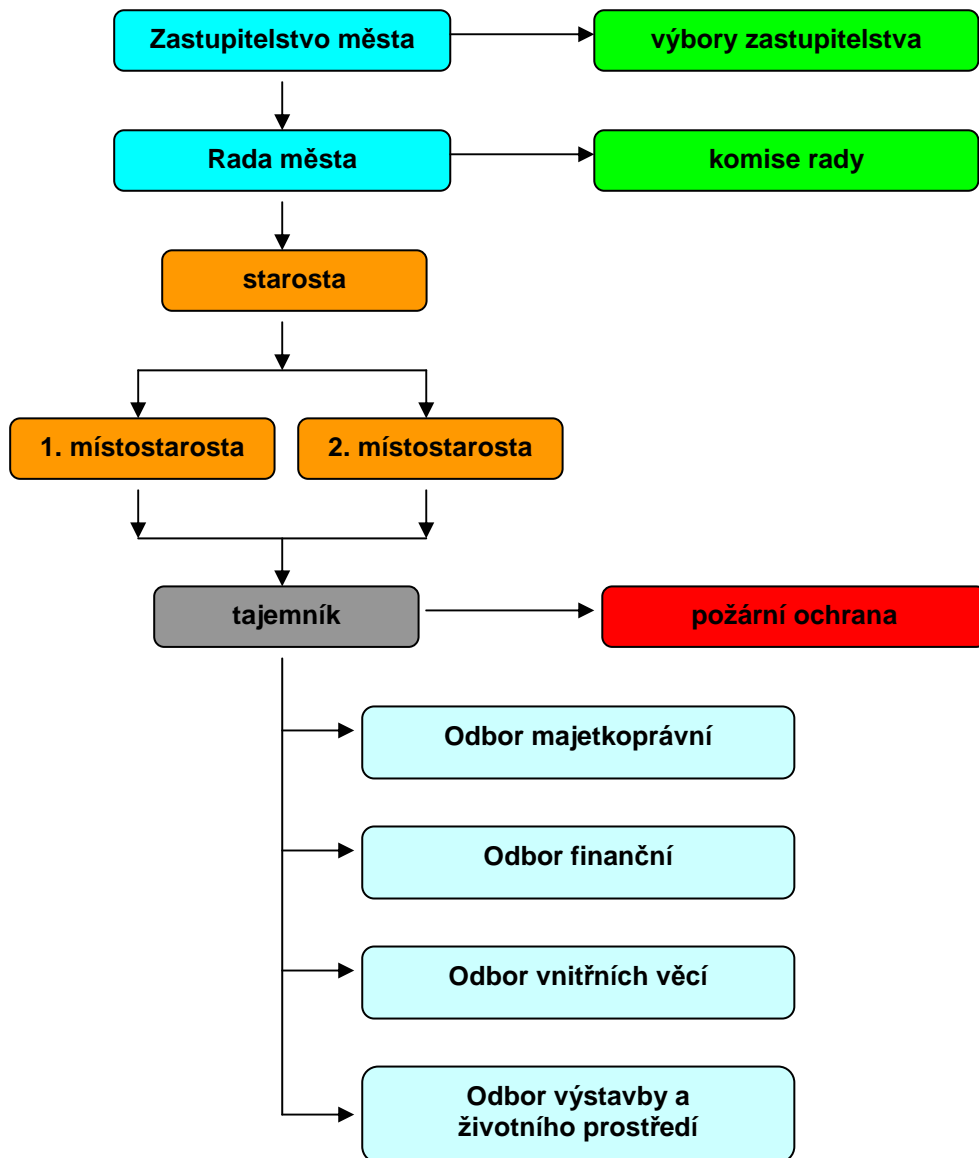 Zastupitelstvo města
výbory zastupitelstva
Rada města
komise rady
starosta
1. místostarosta
2. místostarosta
tajemník
požární ochrana
Odbor majetkoprávní
Odbor finanční
Odbor vnitřních věcí
Odbor výstavby a
životního prostředí